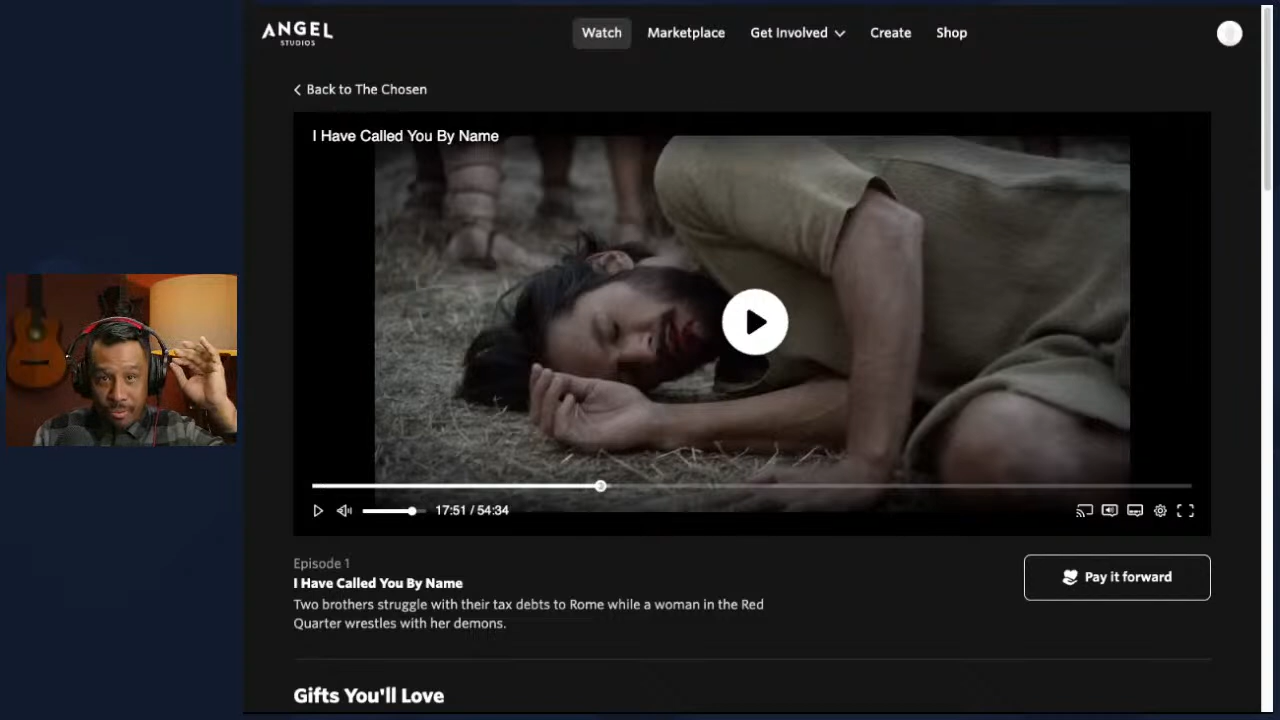 ANGEL
STUDIOS
Watch
Marketplace
Get Involved
Create
Shop
Back to The Chosen
I Have Called You By Name
17:51 / 54:34
Episode 1
I Have Called You By Name
Pay it forward
Two brothers struggle with their tax debts to Rome while a woman in the Red
Quarter wrestles with her demons.
Gifts You'll Love